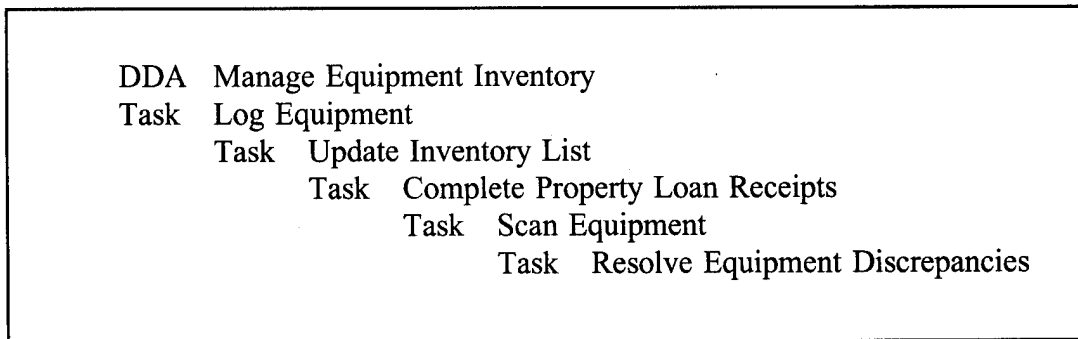 DDA Manage Equipment Inventory
Task Log Equipment
Task Update Inventory List
Task Complete Property Loan Receipts
Task Scan Equipment
Task Resolve Equipment Discrepancies